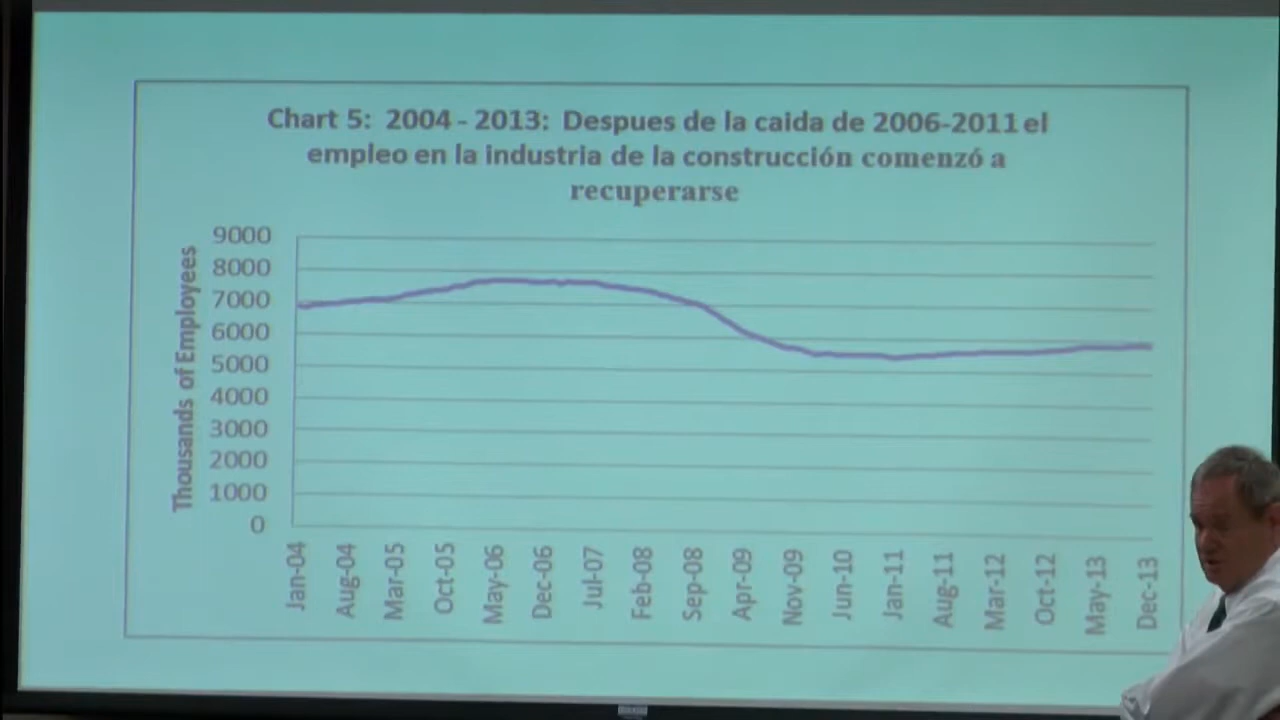 Chart 5: 2004 - 2013: Despues de la caida de 2006-2011 el
empleo en la industria de la construcción comenzó a
recuperarse
Thousands of Employees
9000
8000
7000
6000
5000
4000
3000
2000
1000
0
Jan-04
Aug-04
Mar-05
Oct-05
May-06
Dec-06
Jul-07
Feb-08
Sep-08
Apr-09
Nov-09
Jun-10
Jan-11
Aug-11
Mar-12
Oct-12
May-13
Dec-13